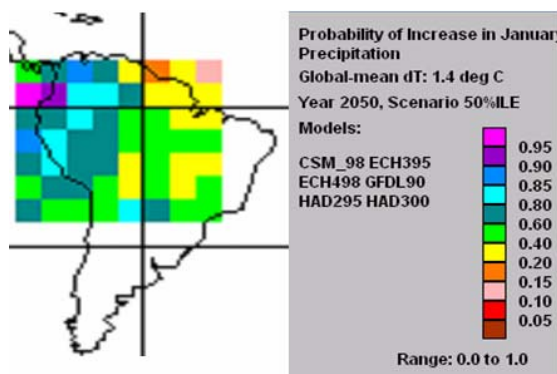 Probability of Increase in January
Precipitation
Global-mean dT: 1.4 deg C
Year 2050, Scenario 50%ILE
Models:
CSM_98 ECH395
ECH498 GFDL90
HAD295 HAD300
0.95
0.90
0.85
0.80
0.60
0.40
0.20
0.15
0.10
0.05
Range: 0.0 to 1.0